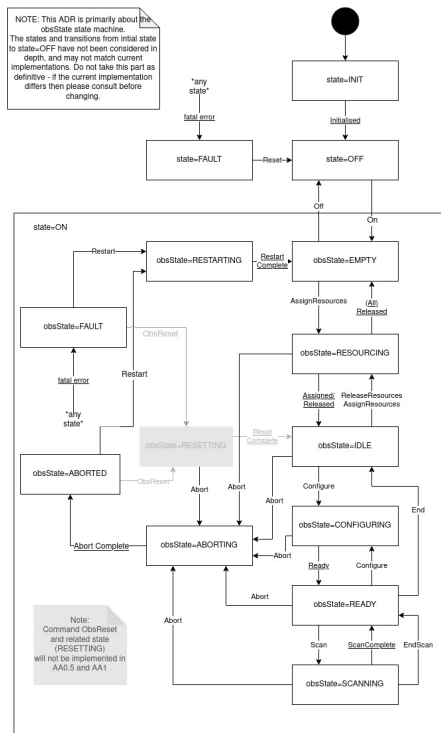 NOTE: This ADR is primarily about the
obsState state machine.
The states and transitions from intial state
to state=OFF have not been considered in
depth, and may not match current
implementations. Do not take this part as
definitive - if the current implementation
differs then please consult before
changing.
state=INIT
*any
state*
fatal error
Initialised
state=FAULT
Reset
state=OFF
Off
On
state=ON
Restart
obsState=RESTARTING
Restart
Complete
obsState=EMPTY
AssignResources
(All)
Released
obsState=FAULT
ObsReset
obsState=RESOURCING
fatal error
Restart
Assigned/
Released
ReleaseResources
AssignResources
*any
state*
obsState=RESETTING
Reset
Complete
obsState=IDLE
obsState=ABORTED
ObsReset
Abort
Abort
Abort
Configure
End
obsState=CONFIGURING
Abort Complete
obsState=ABORTING
Abort
Ready
Configure
Abort
obsState=READY
Note:
Command ObsReset
and related state
(RESETTING)
will not be implemented in
AA0.5 and AA1
Abort
Scan
ScanComplete
EndScan
obsState=SCANNING